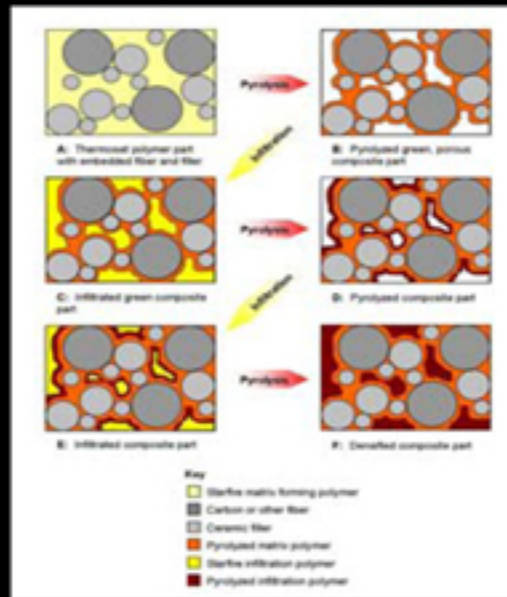 Pyrolysis
A: Thermoset polymer part
with embedded fiber and filler
B: Pyrolyzed green, porous
composite part
Infiltration
Pyrolysis
C: Infiltrated green composite
part
D: Pyrolyzed composite part
Infiltration
Pyrolysis
E: Infiltrated composite part
F: Densified composite part
Key
Starfire matrix forming polymer
Carbon or other fiber
Ceramic filler
Pyrolyzed matrix polymer
Starfire infiltration polymer
Pyrolyzed infiltration polymer